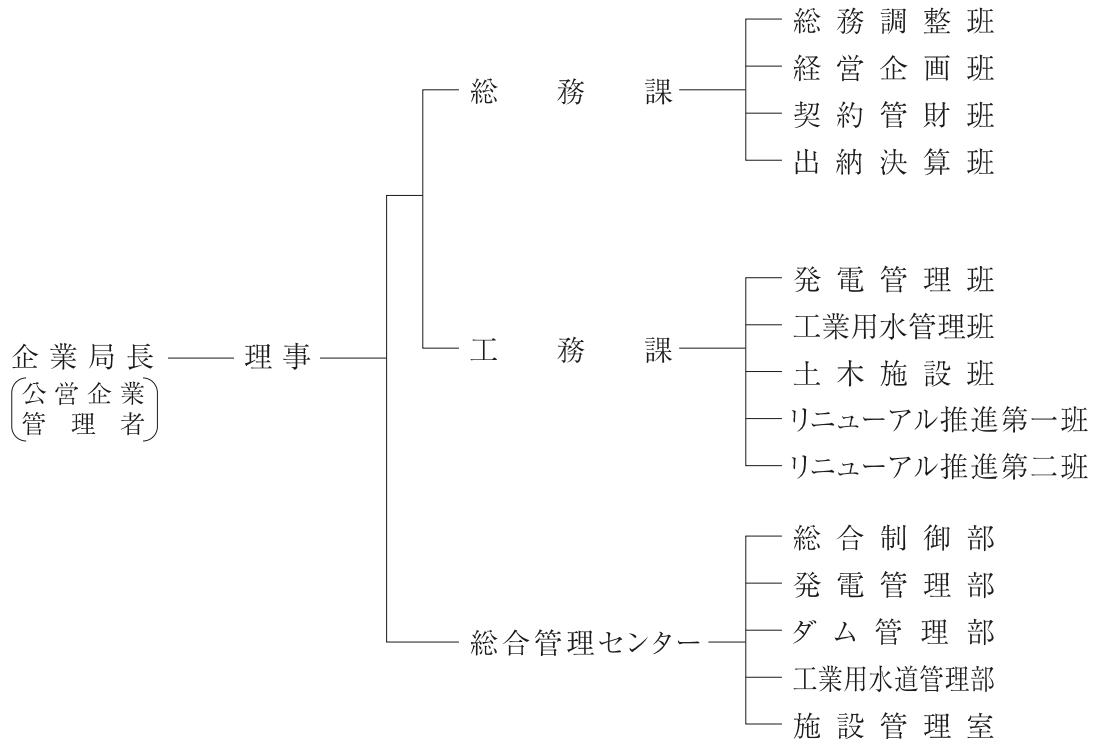 総務調整班
経営企画班
総務課
契約管財班
出納決算班
発電管理班
工業用水管理班
工務課
土木施設班
リニューアル推進第一班
リニューアル推進第二班
企業局長
理事
(公営企業
管理者)
総合制御部
発電管理部
ダム管理部
総合管理センター
工業用水道管理部
施設管理室